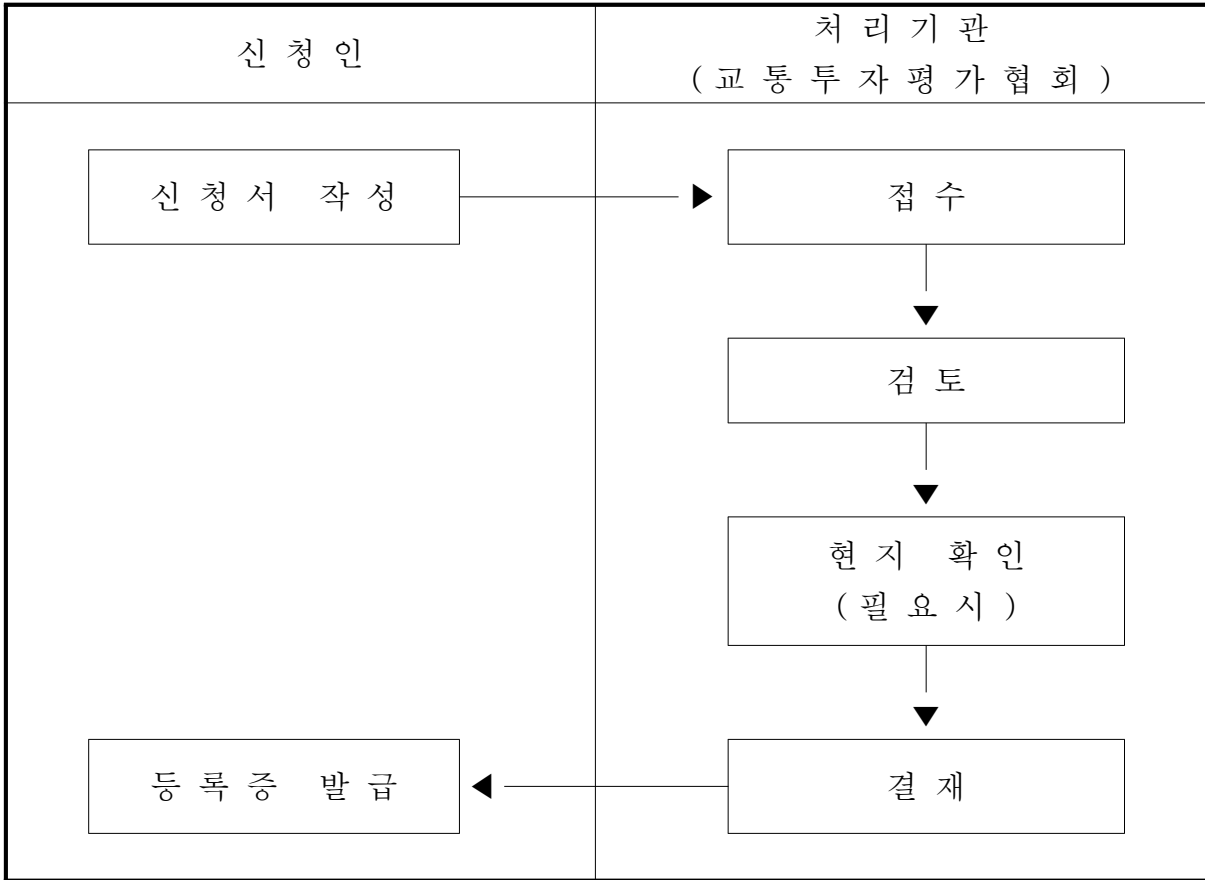 신 청 인
처 리 기 관
( 교 통 투 자 평 가 협 회 )
신 청 서 작 성
접 수
검 토
현 지 확 인
( 필 요 시 )
등 록 증 발 급
결 재